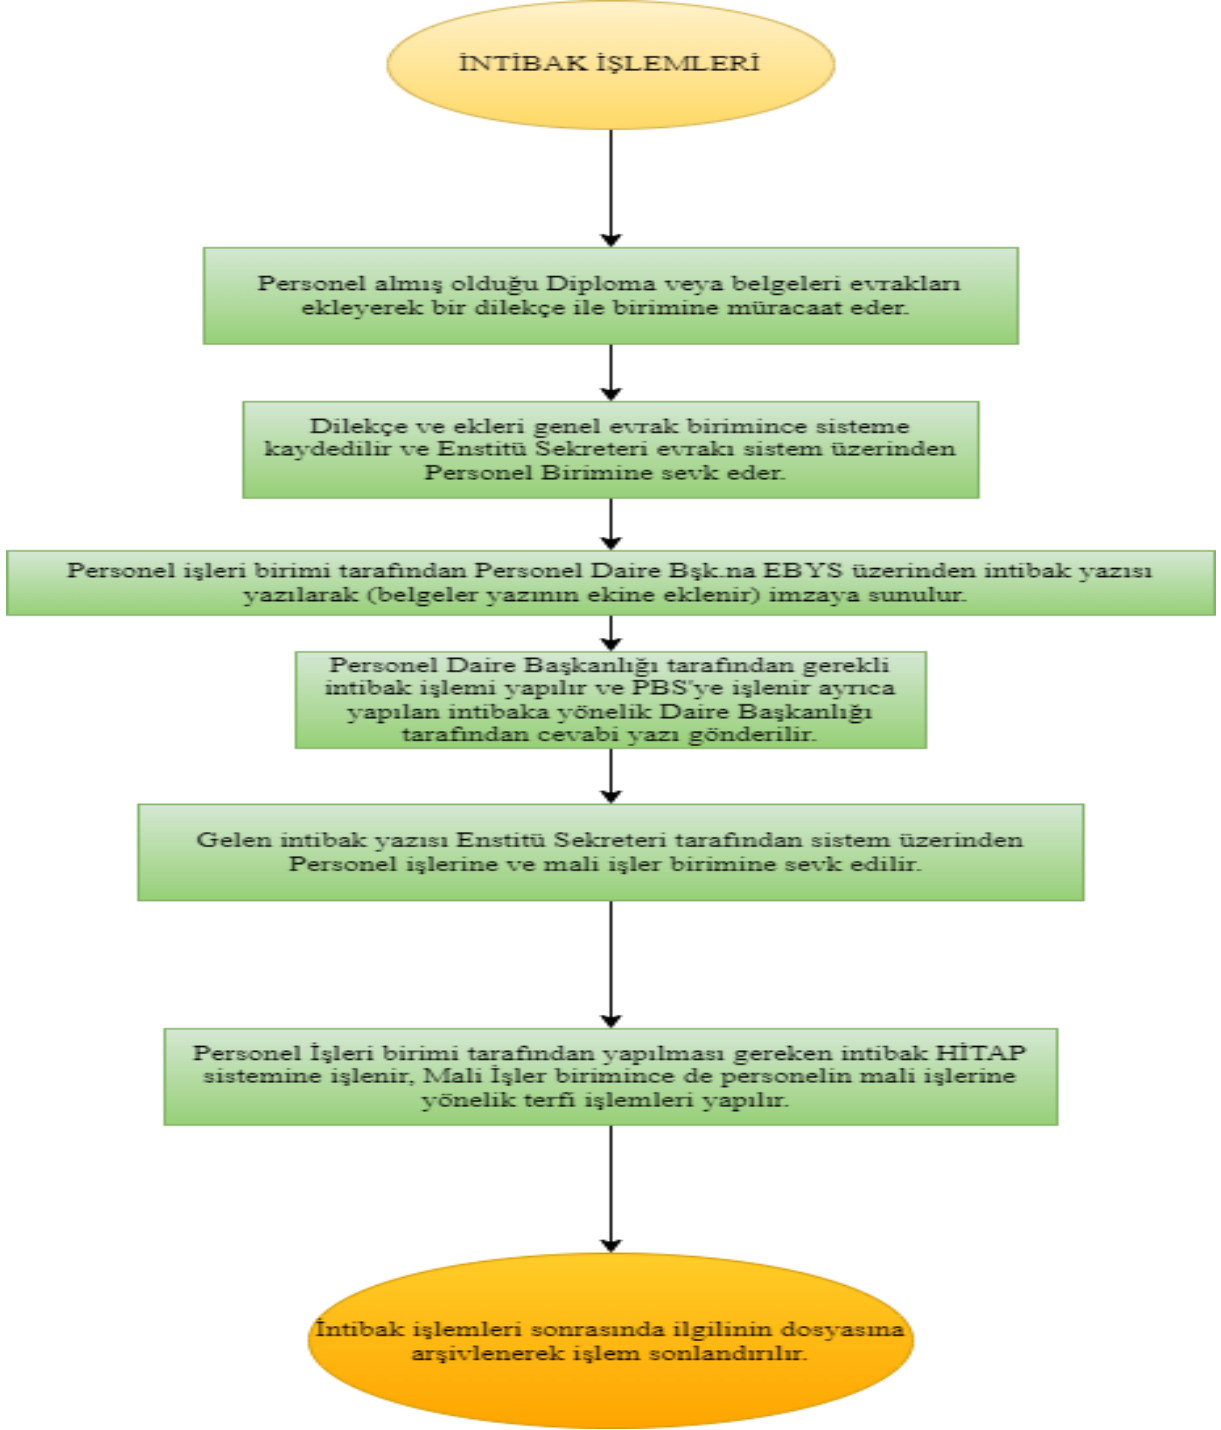 İNTİBAK İŞLEMLERİ
Personel almış olduğu Diploma veya belgeleri evrakları
ekleyerek bir dilekçe ile birimine müracaat eder.
Dilekçe ve ekleri genel evrak birimince sisteme
kaydedilir ve Enstitü Sekreteri evrakı sistem üzerinden
Personel Birimine sevk eder.
Personel işleri birimi tarafından Personel Daire Bşk.na EBYS üzerinden intibak yazısı
yazılarak (belgeler yazının ekine eklenir) imzaya sunulur.
Personel Daire Başkanlığı tarafından gerekli
intibak işlemi yapılır ve PBS'ye işlenir ayrıca
yapılan intibaka yönelik Daire Başkanlığı
tarafından cevabi yazı gönderilir.
Gelen intibak yazısı Enstitü Sekreteri tarafından sistem üzerinden
Personel işlerine ve mali işler birimine sevk edilir.
Personel İşleri birimi tarafından yapılması gereken intibak HİTAP
sistemine işlenir, Mali İşler birimince de personelin mali işlerine
yönelik terfi işlemleri yapılır.
İntibak işlemleri sonrasında ilgilinin dosyasına
arşivlenerek işlem sonlandırılır.